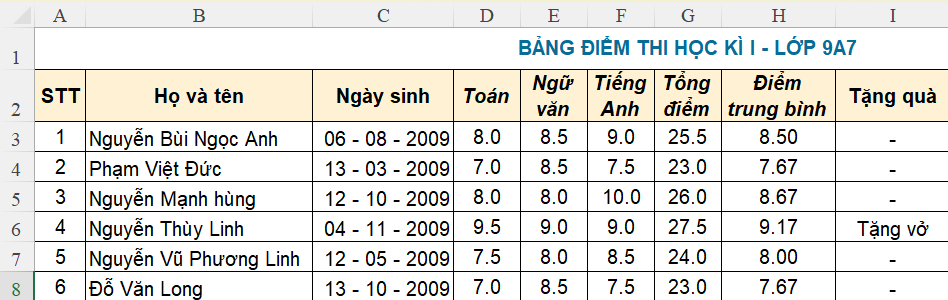 A B C D E F G H I
1 BẢNG ĐIỂM THI HỌC KÌ I - LỚP 9A7
2 STT Họ và tên Ngày sinh Toán Ngữ văn Tiếng Anh Tổng điểm Điểm trung bình Tặng quà
3 1 Nguyễn Bùi Ngọc Anh 06 - 08 - 2009 8.0 8.5 9.0 25.5 8.50 -
4 2 Phạm Việt Đức 13 - 03 - 2009 7.0 8.5 7.5 23.0 7.67 -
5 3 Nguyễn Mạnh hùng 12 - 10 - 2009 8.0 8.0 10.0 26.0 8.67 -
6 4 Nguyễn Thùy Linh 04 - 11 - 2009 9.5 9.0 9.0 27.5 9.17 Tặng vở
7 5 Nguyễn Vũ Phương Linh 12 - 05 - 2009 7.5 8.0 8.5 24.0 8.00 -
8 6 Đỗ Văn Long 13 - 10 - 2009 7.0 8.5 7.5 23.0 7.67 -